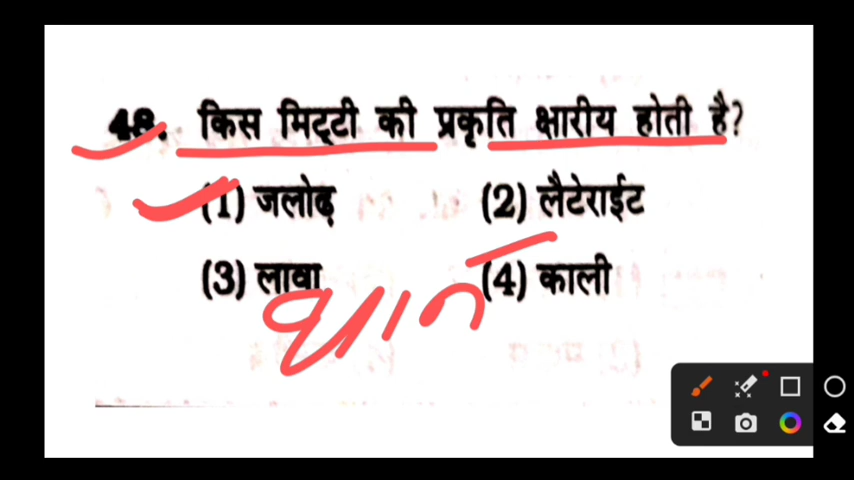 48. किस मिट्टी की प्रकृति क्षारीय होती है?
(1) जलोढ़ (2) लैटेराईट
(3) लावा (4) काली